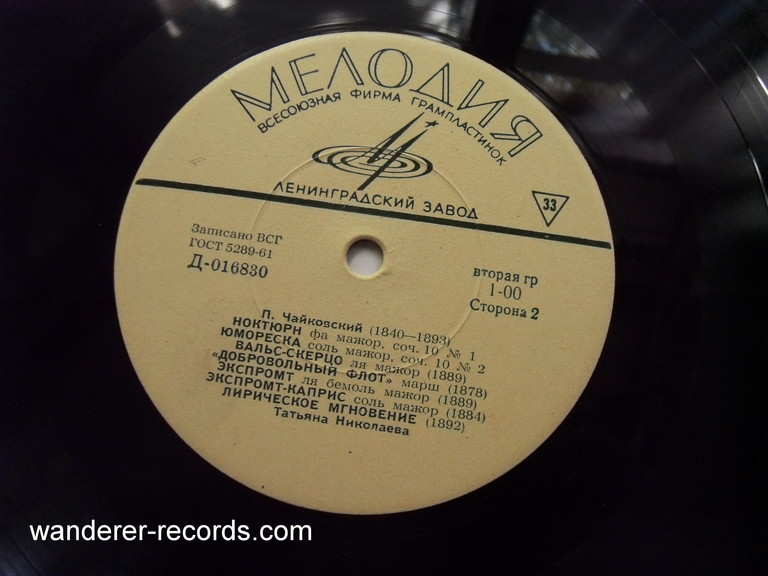 МЕЛОДИЯ
ВСЕСОЮЗНАЯ ФИРМА ГРАМПЛАСТИНОК
ЛЕНИНГРАДСКИЙ ЗАВОД
33
Записано ВСГ
ГОСТ 5289-61
Д-016830
вторая гр
1-00
Сторона 2
П. Чайковский (1840—1893)
НОКТЮРН фа мажор, соч. 10 № 1
ЮМОРЕСКА соль мажор, соч. 10 № 2
ВАЛЬС-СКЕРЦО ля мажор (1889)
«ДОБРОВОЛЬНЫЙ ФЛОТ» марш (1878)
ЭКСПРОМТ ля бемоль мажор (1889)
ЭКСПРОМТ-КАПРИС соль мажор (1884)
ЛИРИЧЕСКОЕ МГНОВЕНИЕ (1892)
Татьяна Николаева
wanderer-records.com